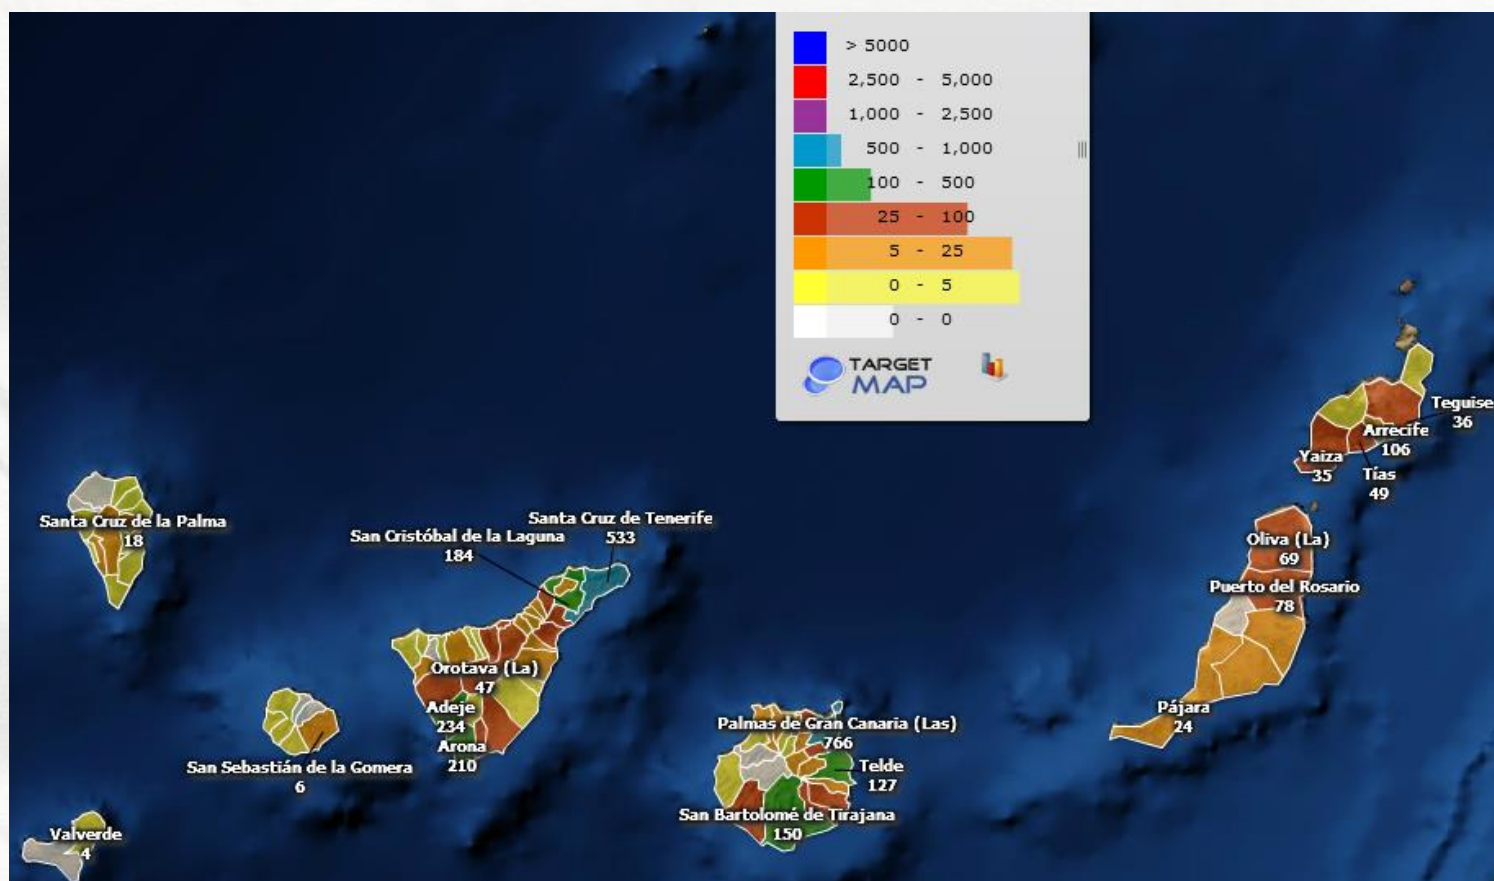 > 5000
2,500 - 5,000
1,000 - 2,500
500 - 1,000
100 - 500
25 - 100
5 - 25
0 - 5
0 - 0
TARGET
MAP
Teguise
36
Arrecife
106
Yaiza
35
Tías
49
Santa Cruz de la Palma
18
San Cristóbal de la Laguna
184
Santa Cruz de Tenerife
533
Oliva (La)
69
Puerto del Rosario
78
Orotava (La)
47
Adeje
234
Arona
210
San Sebastián de la Gomera
6
Palmas de Gran Canaria (Las)
766
Telde
127
San Bartolomé de Tirajana
150
Pájara
24
Valverde
4